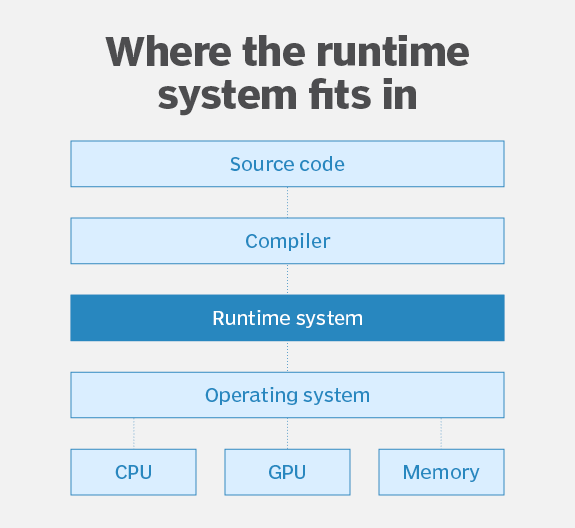 Where the runtime
system fits in
Source code
Compiler
Runtime system
Operating system
CPU
GPU
Memory